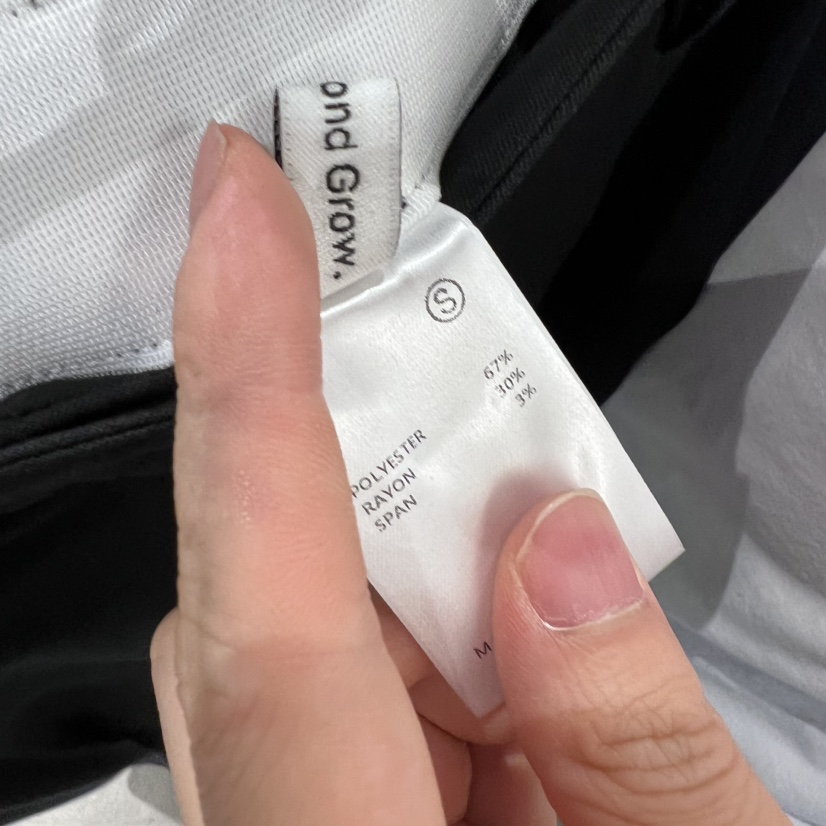 and Grow.
S
POLYESTER 67%
RAYON 30%
SPAN 3%
M